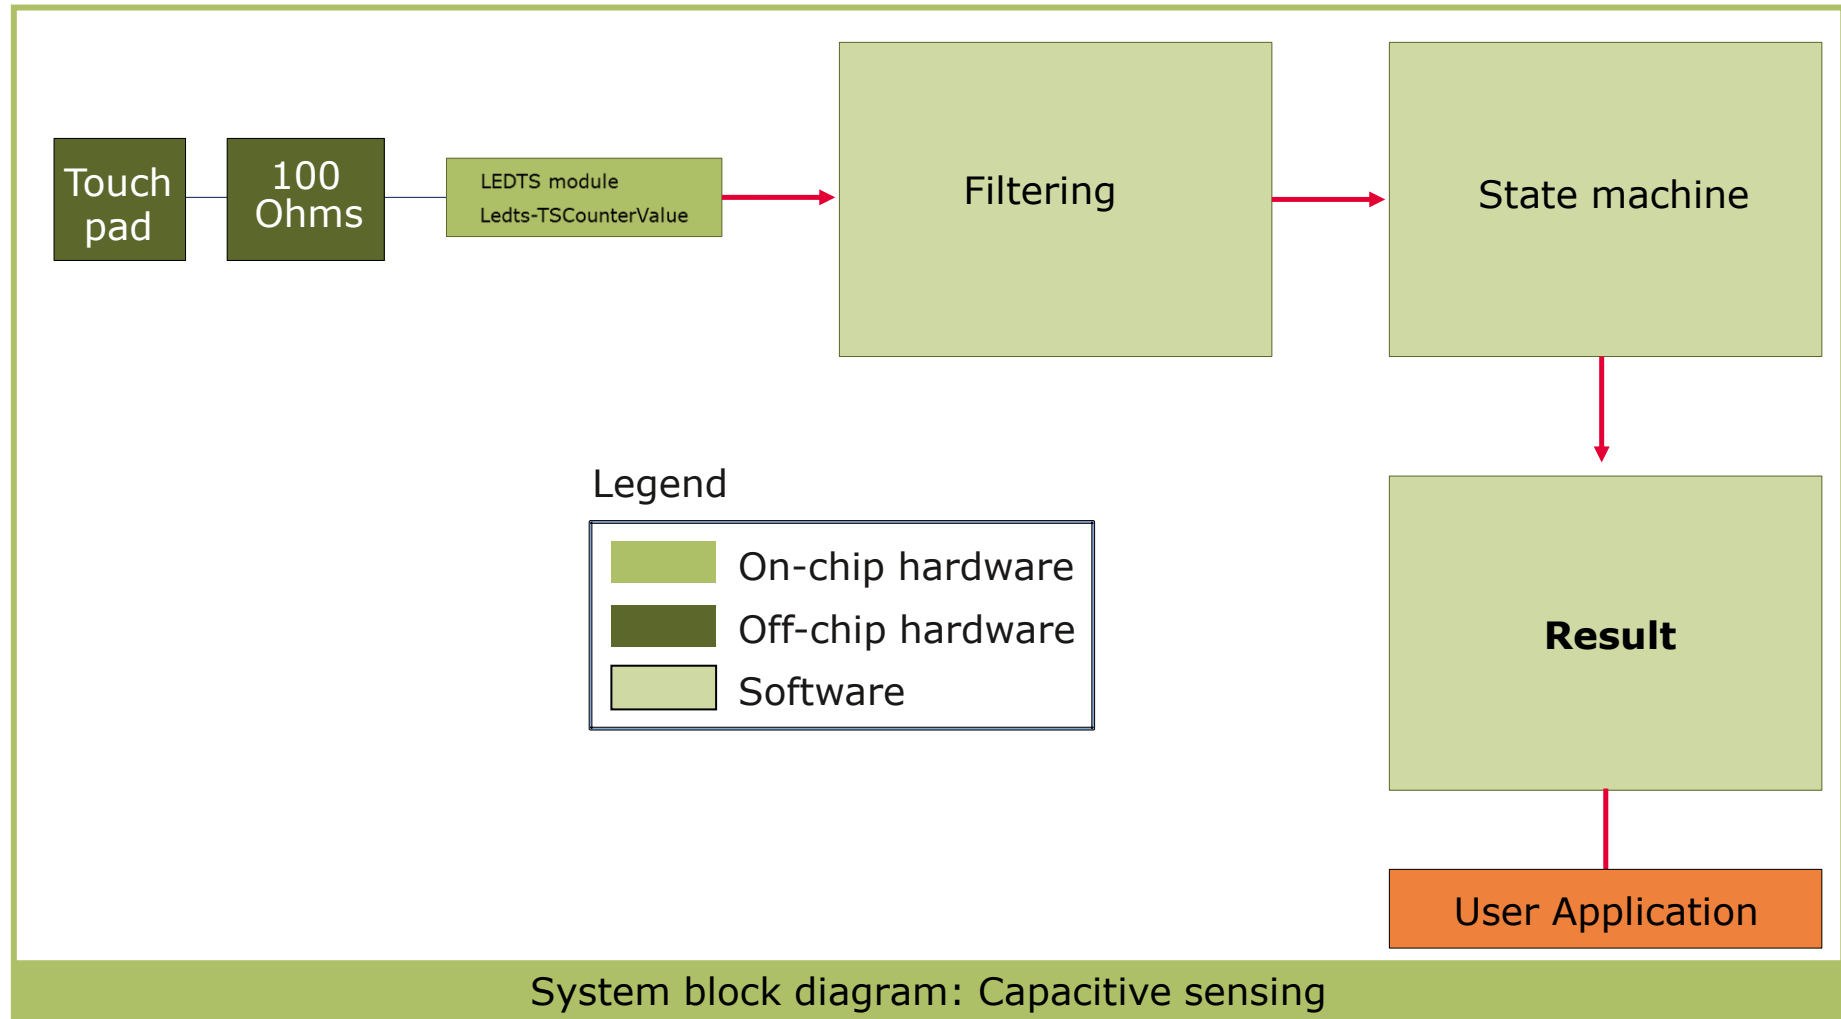 Touch
pad
100
Ohms
LEDTS module
Ledts-TSCounterValue
Filtering
State machine
Legend
On-chip hardware
Off-chip hardware
Software
Result
User Application
System block diagram: Capacitive sensing